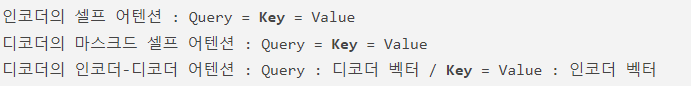 인코더의 셀프 어텐션 : Query = Key = Value
디코더의 마스크드 셀프 어텐션 : Query = Key = Value
디코더의 인코더-디코더 어텐션 : Query : 디코더 벡터 / Key = Value : 인코더 벡터